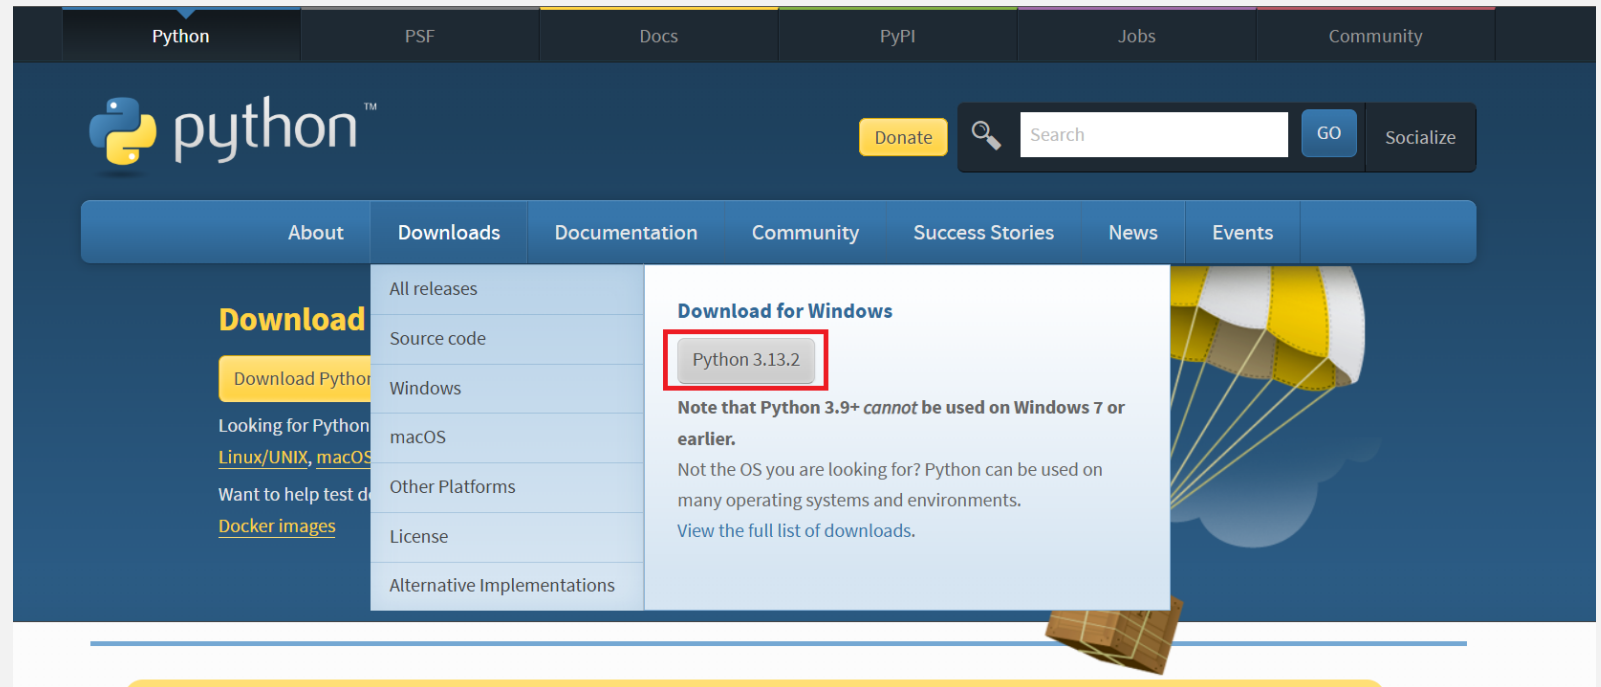 Python
PSF
Docs
PyPI
Jobs
Community
python™
Donate
Search
GO
Socialize
About
Downloads
Documentation
Community
Success Stories
News
Events
Download
Download Python
Looking for Python
Linux/UNIX, macOS
Want to help test
Docker images
All releases
Source code
Windows
macOS
Other Platforms
License
Alternative Implementations
Download for Windows
Python 3.13.2
Note that Python 3.9+ cannot be used on Windows 7 or
earlier.
Not the OS you are looking for? Python can be used on
many operating systems and environments.
View the full list of downloads.